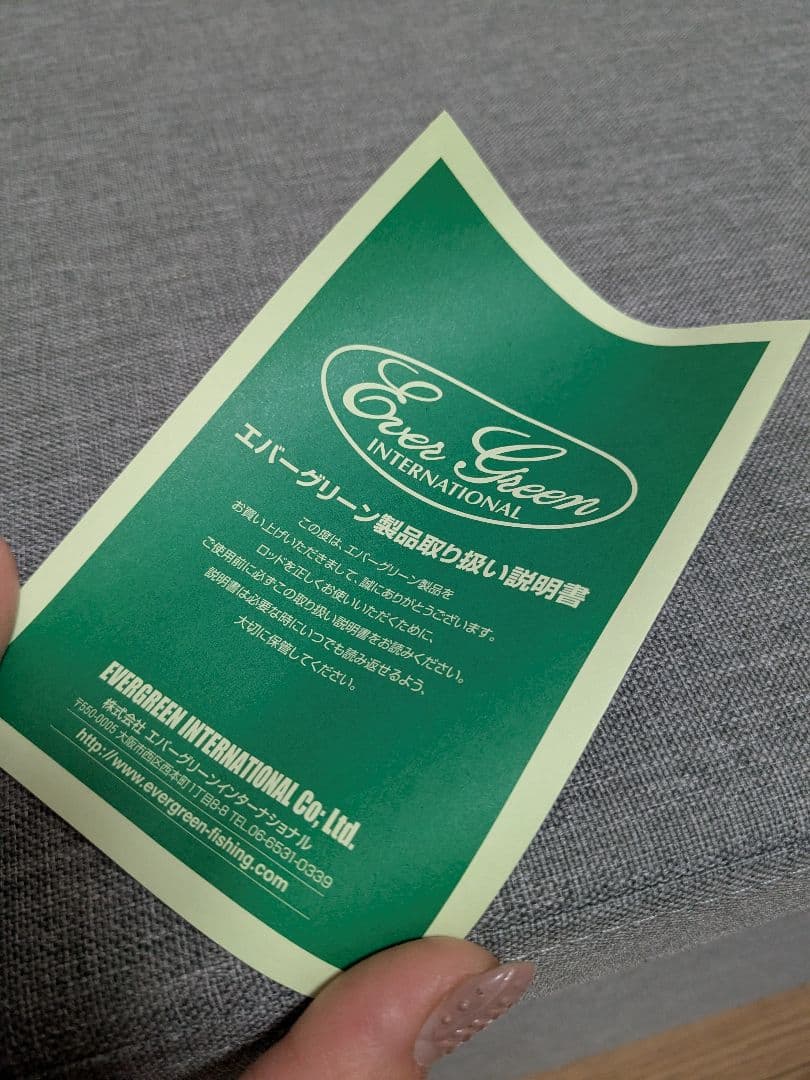 Ever Green
INTERNATIONAL
エバーグリーン製品取り扱い説明書
この度は、エバーグリーン製品を
お買い上げいただきまして、誠にありがとうございます。
ロッドを正しくお使いいただくために、
ご使用前に必ずこの取り扱い説明書をお読みください。
説明書は必要な時にいつでも読み返せるよう、
大切に保管してください。
EVERGREEN INTERNATIONAL CO; Ltd.
株式会社 エバーグリーンインターナショナル
〒550-0005 大阪市西区西本町1丁目8-8 TEL.06-6531-0339
http://www.evergreen-fishing.com